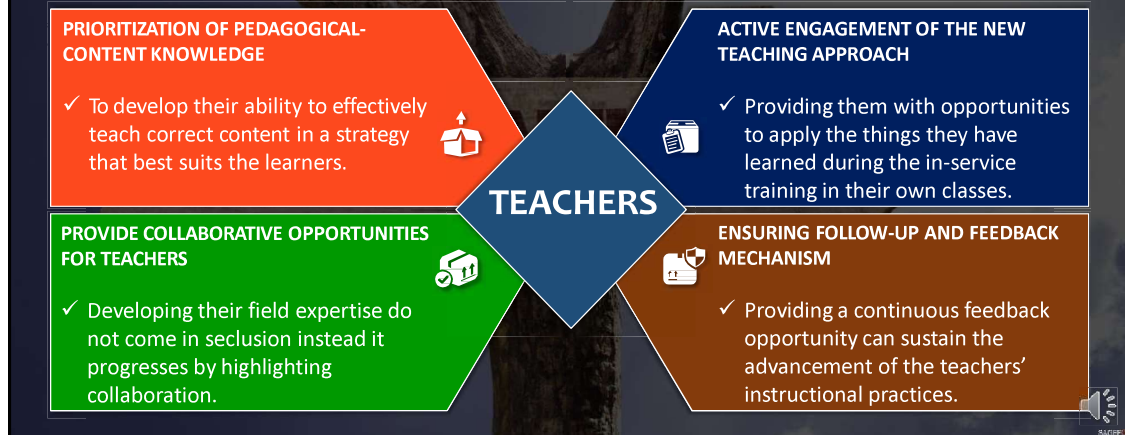 PRIORITIZATION OF PEDAGOGICAL-
CONTENT KNOWLEDGE
✓ To develop their ability to effectively
teach correct content in a strategy
that best suits the learners.
ACTIVE ENGAGEMENT OF THE NEW
TEACHING APPROACH
✓ Providing them with opportunities
to apply the things they have
learned during the in-service
training in their own classes.
TEACHERS
PROVIDE COLLABORATIVE OPPORTUNITIES
FOR TEACHERS
✓ Developing their field expertise do
not come in seclusion instead it
progresses by highlighting
collaboration.
ENSURING FOLLOW-UP AND FEEDBACK
MECHANISM
✓ Providing a continuous feedback
opportunity can sustain the
advancement of the teachers’
instructional practices.